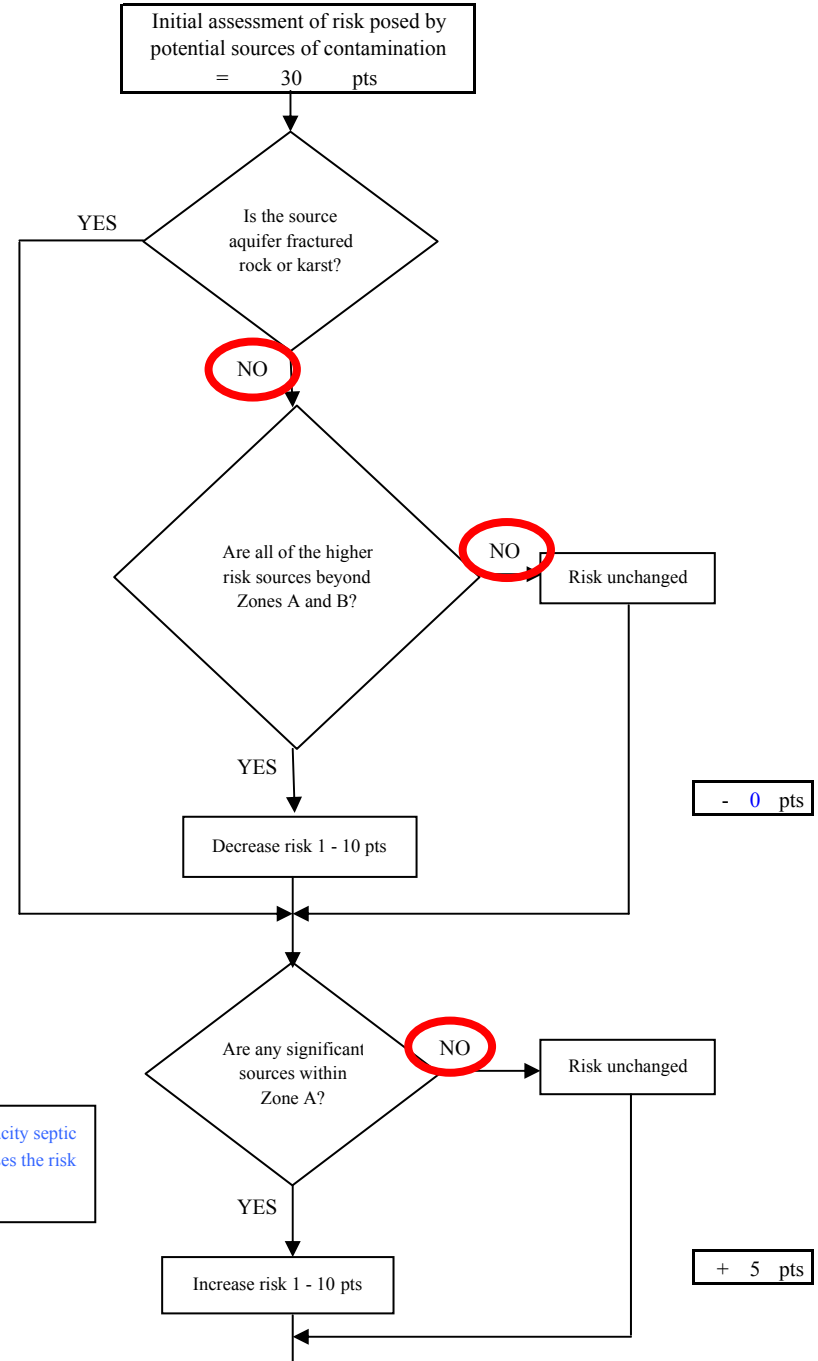 Initial assessment of risk posed by
potential sources of contamination
= 30 pts
YES
Is the source
aquifer fractured
rock or karst?
NO
Are all of the higher
risk sources beyond
Zones A and B?
NO
Risk unchanged
YES
- 0 pts
Decrease risk 1 - 10 pts
Are any significant
sources within
Zone A?
NO
Risk unchanged
city septic
es the risk
YES
+ 5 pts
Increase risk 1 - 10 pts